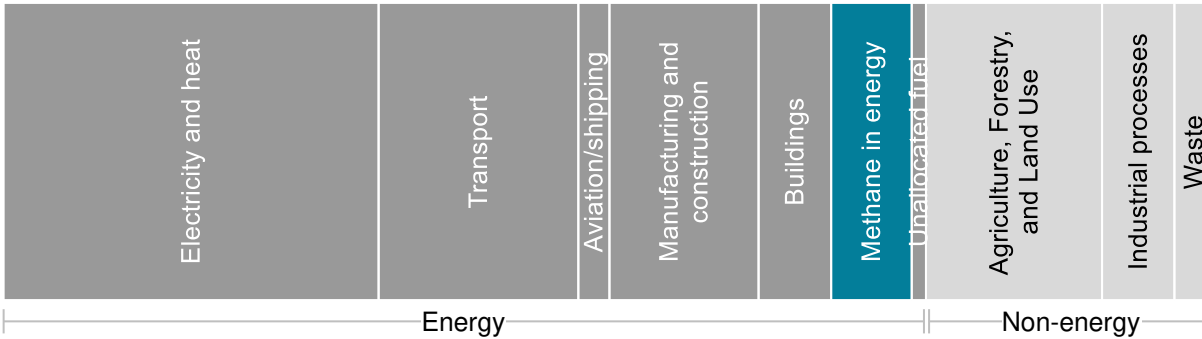 Electricity and heat
Transport
Aviation/shipping
Manufacturing and
construction
Buildings
Methane in energy
Unallocated fuel
Agriculture, Forestry,
and Land Use
Industrial processes
Waste
Energy
Non-energy